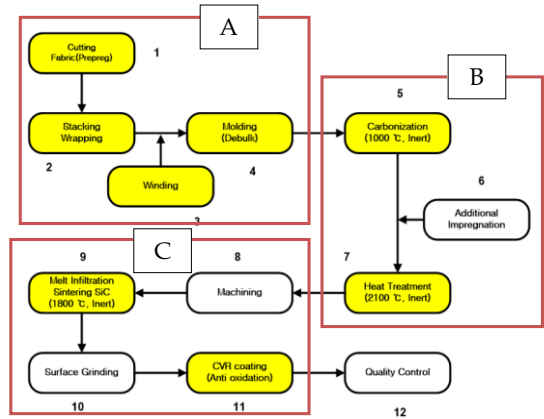 A
1
Cutting
Fabric(Prepreg)
B
5
Stacking
Wrapping
Molding
(Debulk)
Carbonization
(1000 ℃, Inert)
2
4
Winding
6
3
Additional
Impregnation
C
9
8
7
Melt Infiltration
Sintering SiC
(1800 ℃, Inert)
Machining
Heat Treatment
(2100 ℃, Inert)
Surface Grinding
CVR coating
(Anti oxidation)
Quality Control
10
11
12